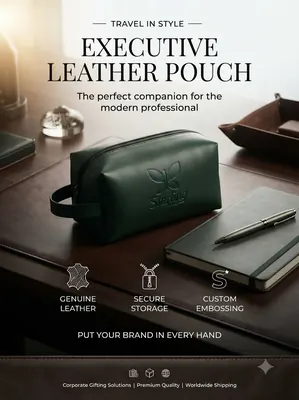 TRAVEL IN STYLE
EXECUTIVE
LEATHER POUCH
The perfect companion for the
modern professional
GENUINE
LEATHER
SECURE
STORAGE
CUSTOM
EMBOSSING
PUT YOUR BRAND IN EVERY HAND
Corporate Gifting Solutions | Premium Quality | Worldwide Shipping